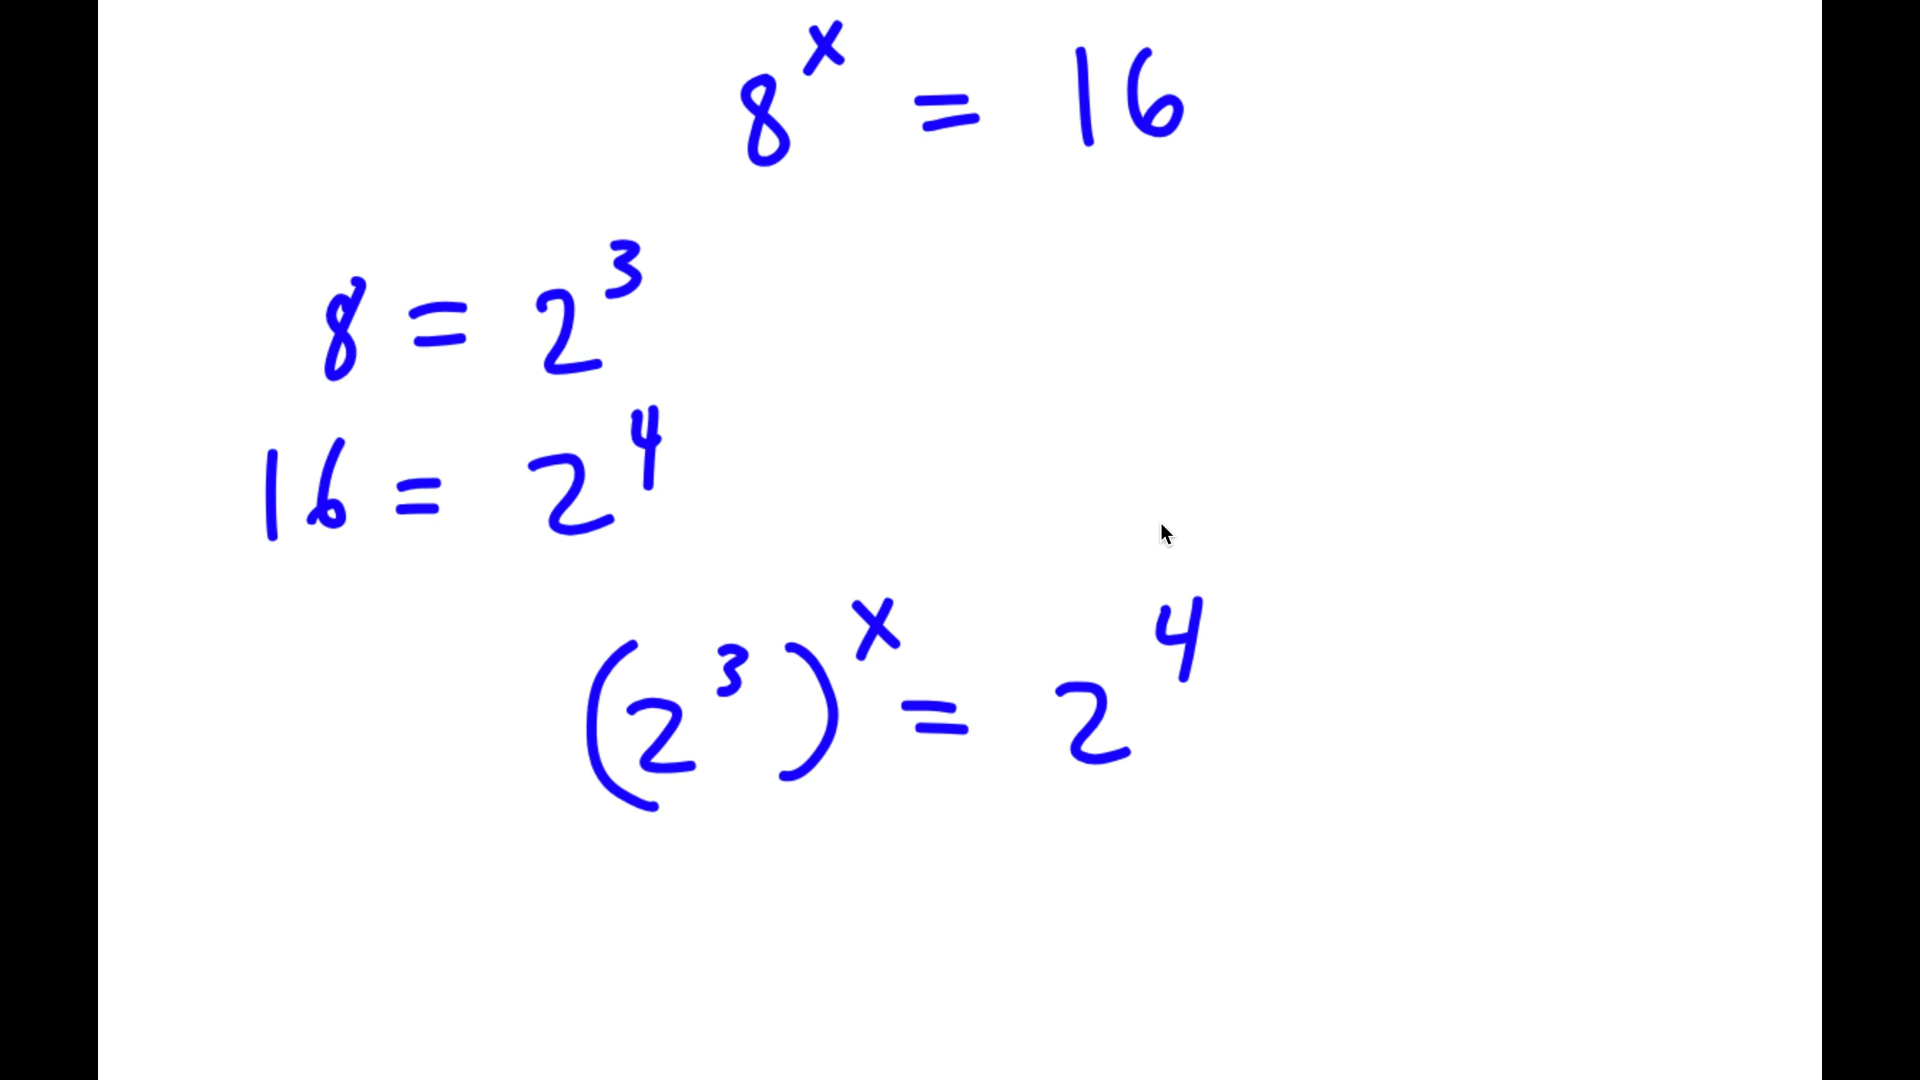 8^x = 16
8 = 2^3
16 = 2^4
(2^3)^x = 2^4